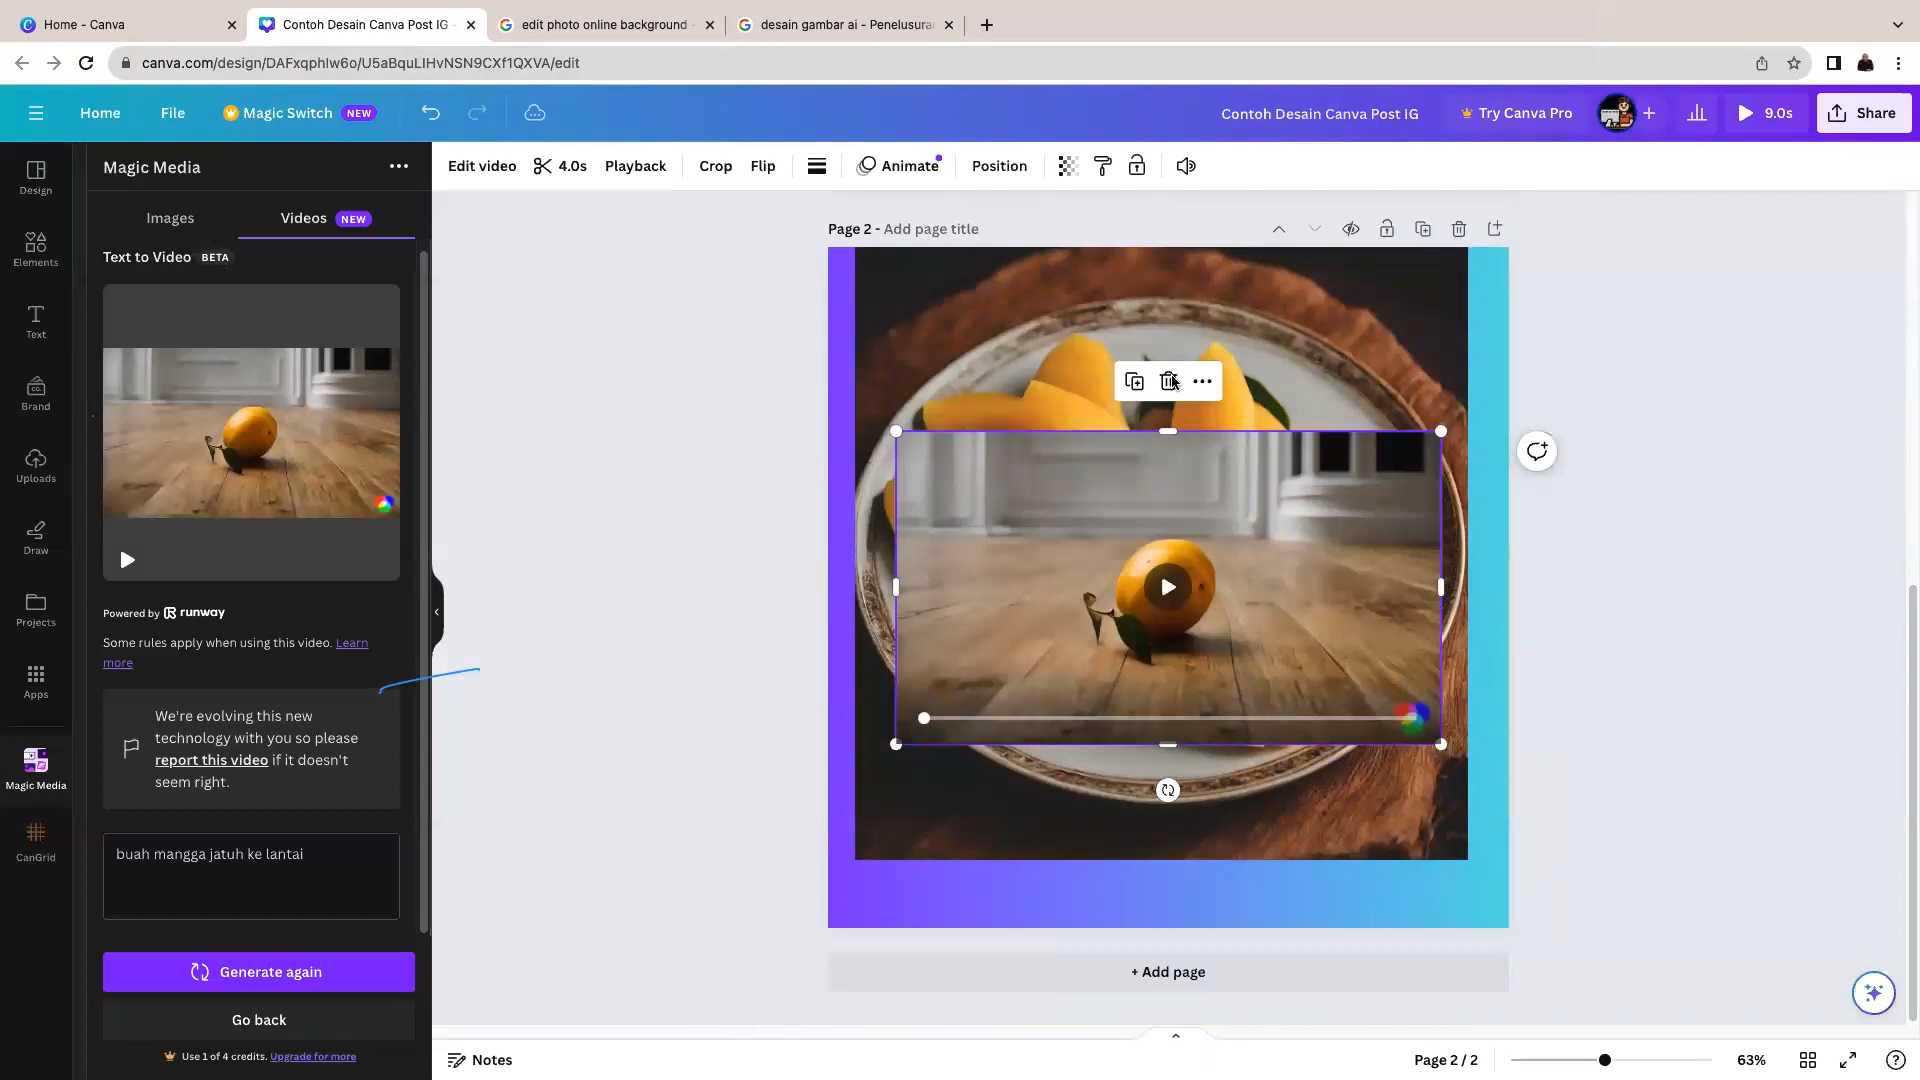 Home - Canva
Contoh Desain Canva Post IG -
edit photo online background -
desain gambar ai - Penelusura
canva.com/design/DAFxqphlw6o/U5aBquLIHvNSN9CXf1QXVA/edit
Home
File
Magic Switch NEW
Contoh Desain Canva Post IG
Try Canva Pro
9.0s
Share
Design
Elements
Text
Brand
Uploads
Draw
Projects
Apps
Magic Media
CanGrid
Magic Media
Images
Videos NEW
Text to Video BETA
Powered by runway
Some rules apply when using this video. Learn
more
We're evolving this new
technology with you so please
report this video if it doesn't
seem right.
buah mangga jatuh ke lantai
Generate again
Go back
Use 1 of 4 credits. Upgrade for more
Edit video
4.0s
Playback
Crop
Flip
Animate
Position
Page 2 - Add page title
+ Add page
Notes
Page 2 / 2
63%